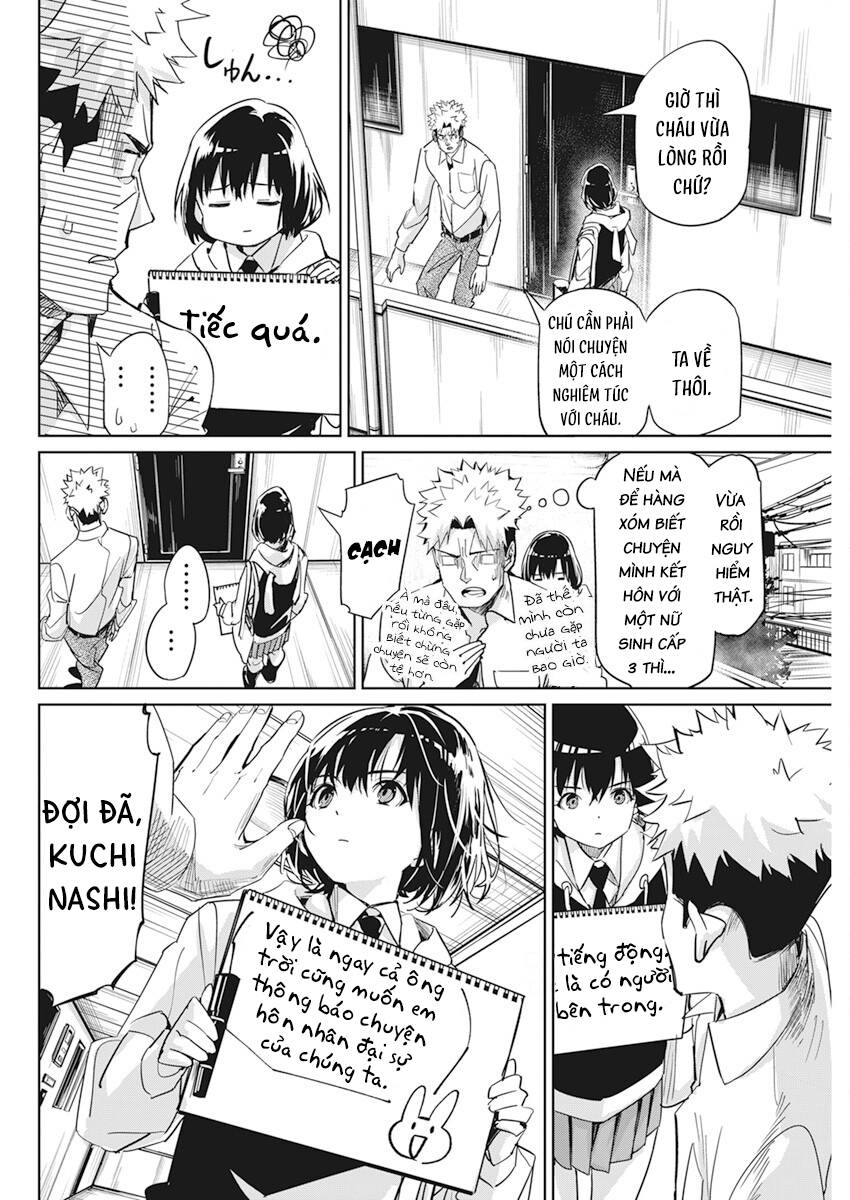 GIỜ THÌ
CHÁU VỪA
LÒNG RỒI
CHỨ?
TA VỀ
THÔI.
CHÚ CẦN PHẢI
NÓI CHUYỆN
MỘT CÁCH
NGHIÊM TÚC
VỚI CHÁU.
しゅん...
Tiếc quá.
......
VỪA
RỒI
NGUY
HIỂM
THẬT.
NẾU MÀ
ĐỂ HÀNG
XÓM BIẾT
CHUYỆN
MÌNH KẾT
HÔN VỚI
MỘT NỮ
SINH CẤP
3 THÌ...
Đã thế
mình còn
chưa gặp
người ta
bao giờ.
À mà đâu,
nếu từng gặp
rồi không
biết chừng
chuyện sẽ còn
tệ hơn.
CẠCH
......
tiếng động.
là có người
bên trong.
Vậy là ngay cả ông
trời cũng muốn em
thông báo chuyện
hôn nhân đại sự
của chúng ta.
ĐỢI ĐÃ,
KUCHI
NASHI!